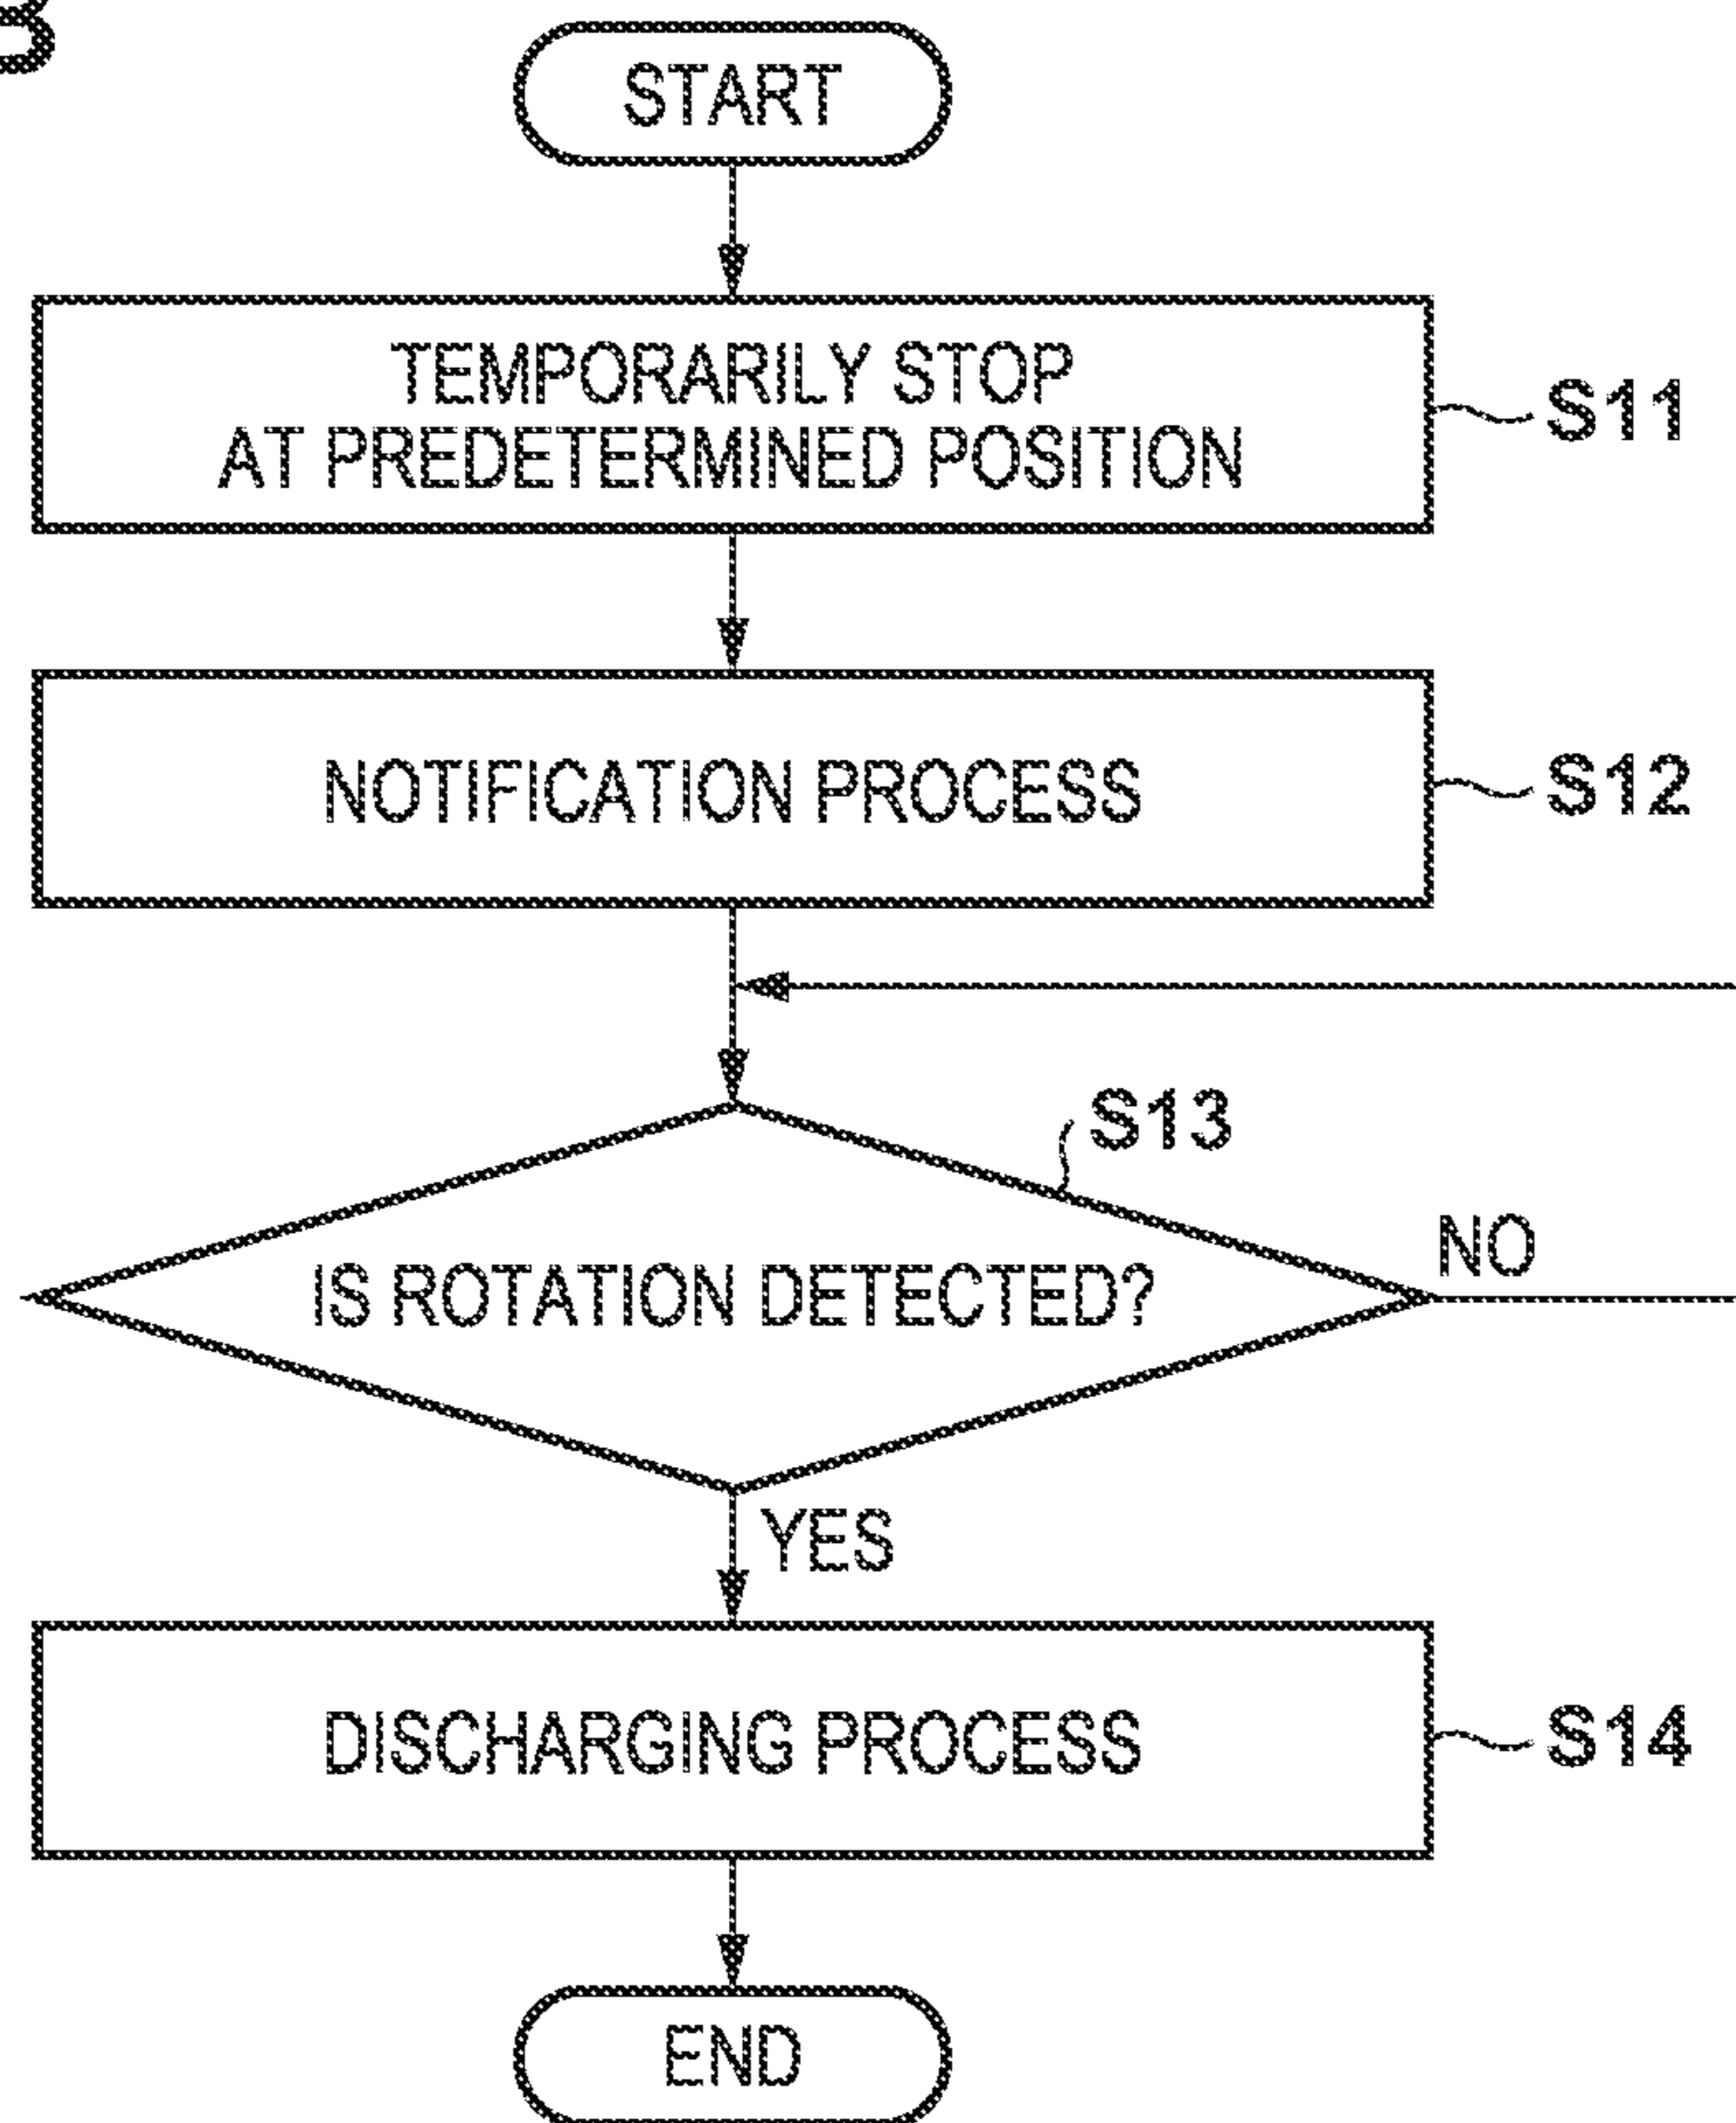 START
TEMPORARILY STOP
AT PREDETERMINED POSITION
S11
NOTIFICATION PROCESS
S12
S13
IS ROTATION DETECTED?
NO
YES
DISCHARGING PROCESS
S14
END